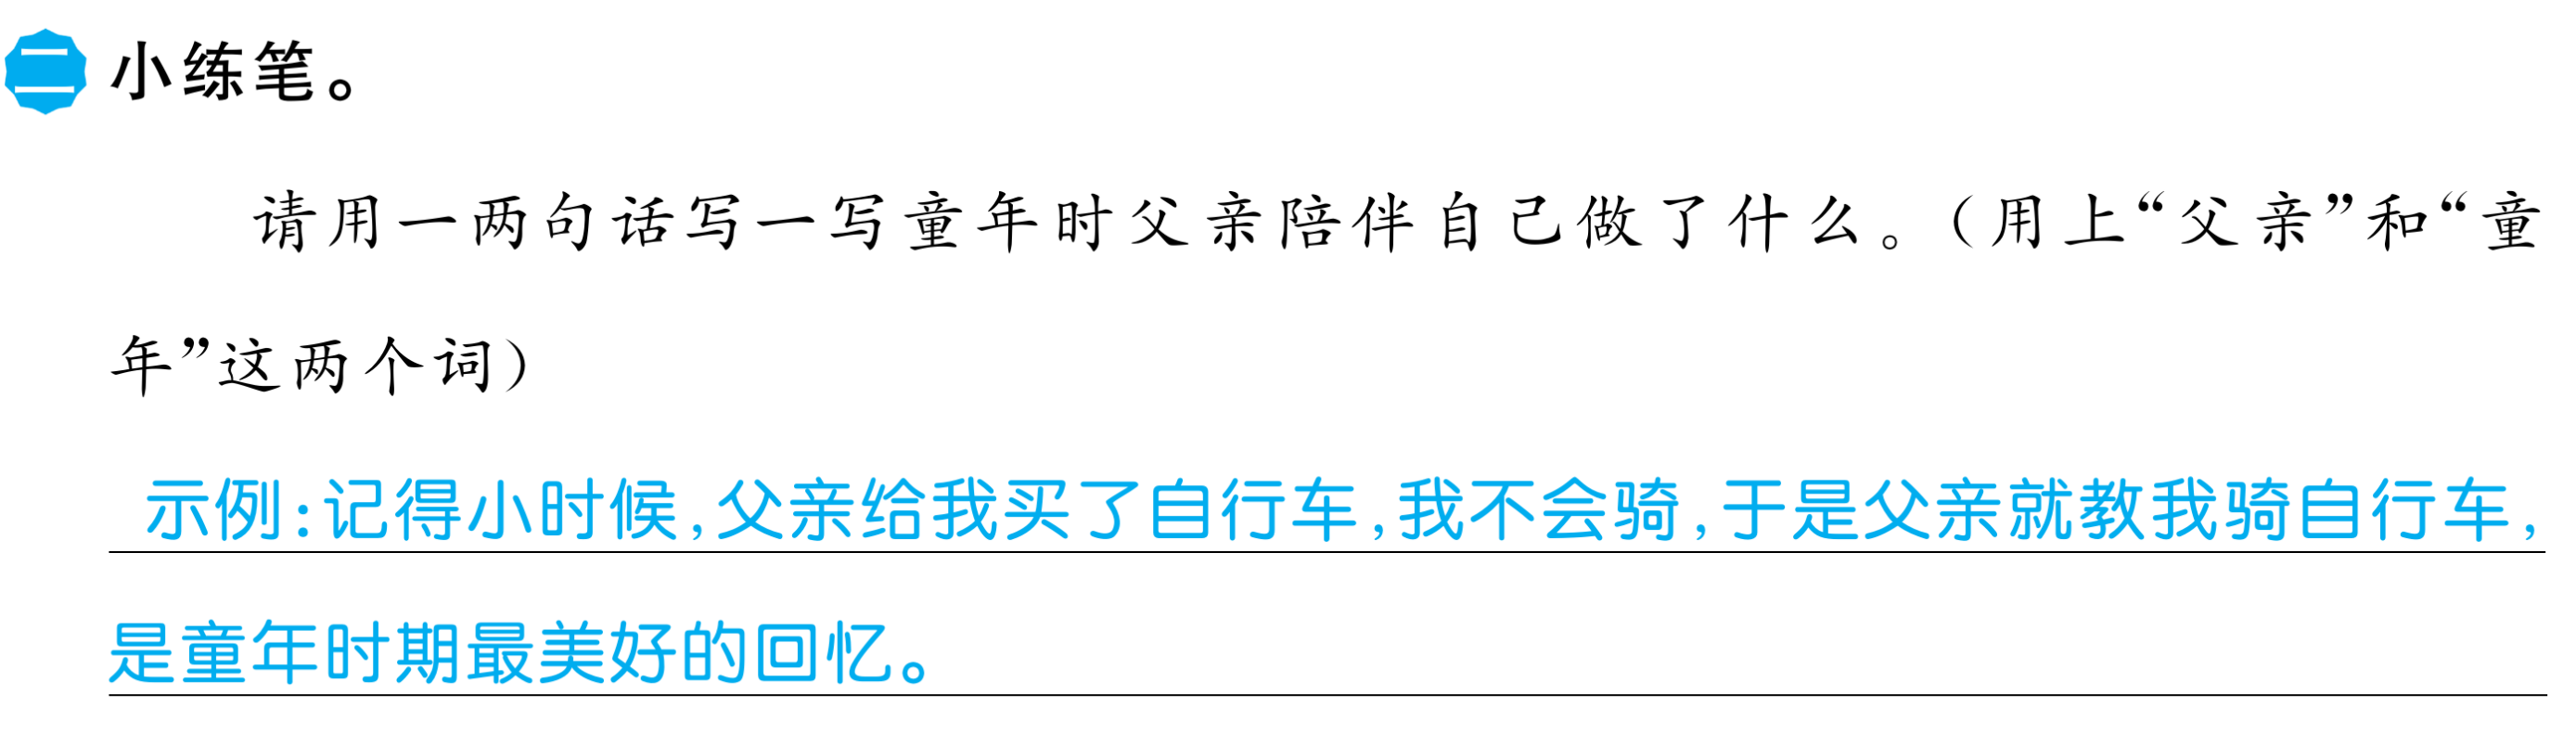 二 小练笔。
请用一两句话写一写童年时父亲陪伴自己做了什么。（用上“父亲”和“童
年”这两个词）
示例：记得小时候，父亲给我买了自行车，我不会骑，于是父亲就教我骑自行车，
是童年时期最美好的回忆。